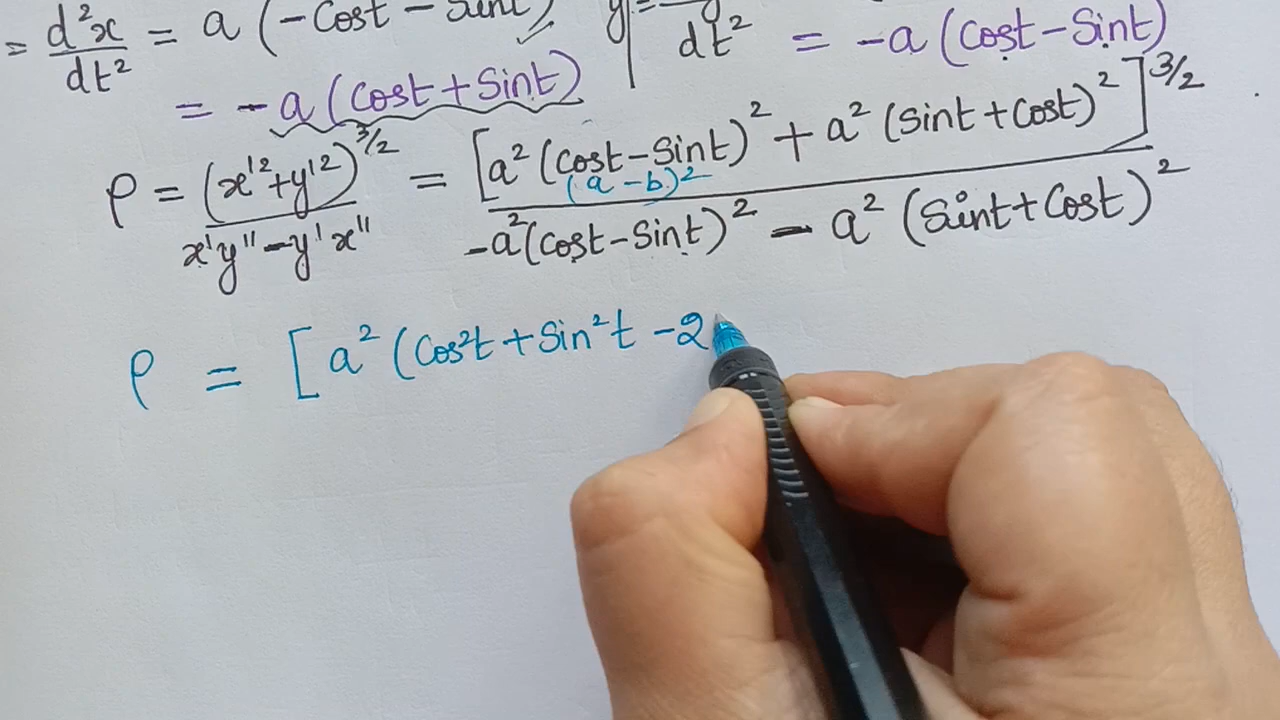 = d²x/dt² = a (-Cost - Sint) y'' = d²y/dt² = -a (Cost - Sint)
= -a (Cost + Sint)
ρ = (x'² + y'²)^3/2 / x'y'' - y'x'' = [a² (Cost - Sint)² + a² (Sint + Cost)²]^3/2 / -a² (Cost - Sint)² - a² (Sint + Cost)²
(a - b)²
ρ = [ a² (Cos²t + Sin²t - 2